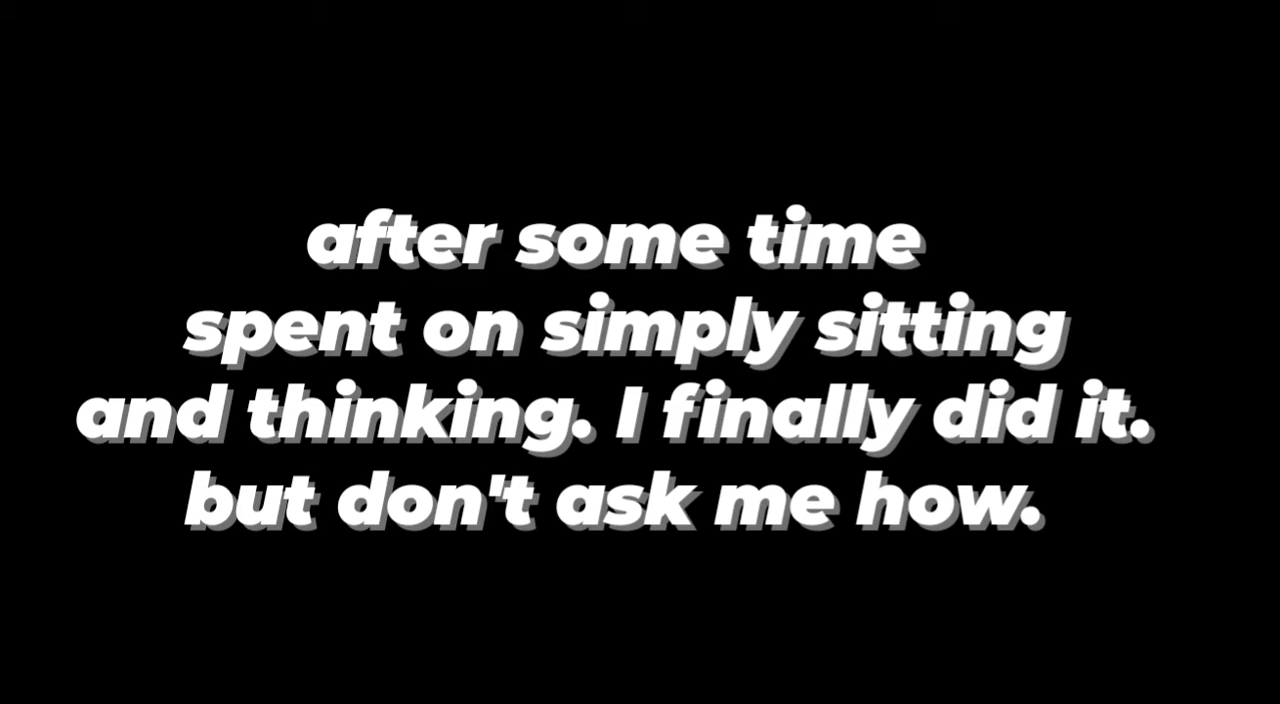 after some time
spent on simply sitting
and thinking. I finally did it.
but don't ask me how.